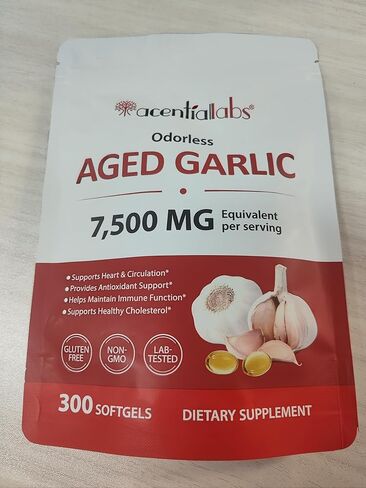 acentiallabs®
Odorless
AGED GARLIC
7,500 MG Equivalent
per serving
• Supports Heart & Circulation*
• Provides Antioxidant Support*
• Helps Maintain Immune Function*
• Supports Healthy Cholesterol*
GLUTEN
FREE
NON-
GMO
LAB-
TESTED
300 SOFTGELS
DIETARY SUPPLEMENT